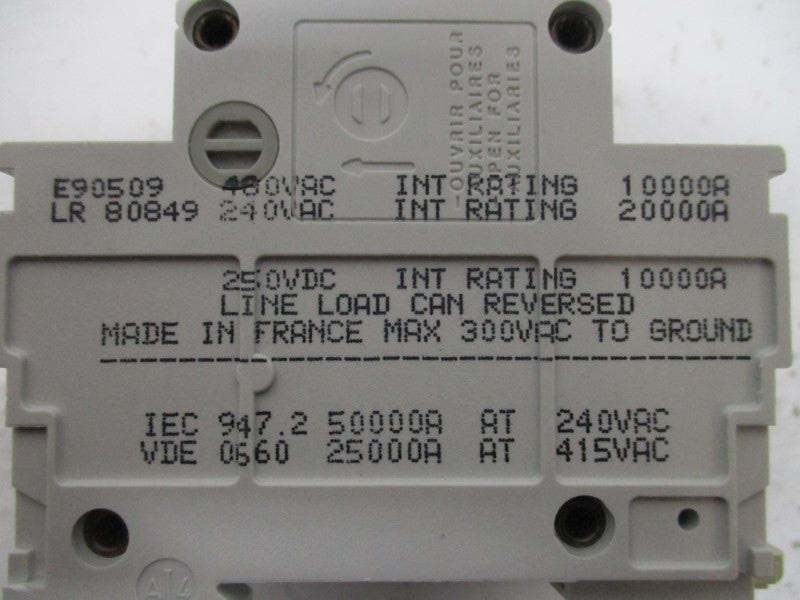 -OUVRIR POUR
AUXILIAIRES
OPEN FOR
AUXILIARIES
E90509 480VAC INT RATING 10000A
LR 80849 240VAC INT RATING 20000A
250VDC INT RATING 10000A
LINE LOAD CAN REVERSED
MADE IN FRANCE MAX 300VAC TO GROUND
IEC 947.2 50000A AT 240VAC
VDE 0660 25000A AT 415VAC
AT4